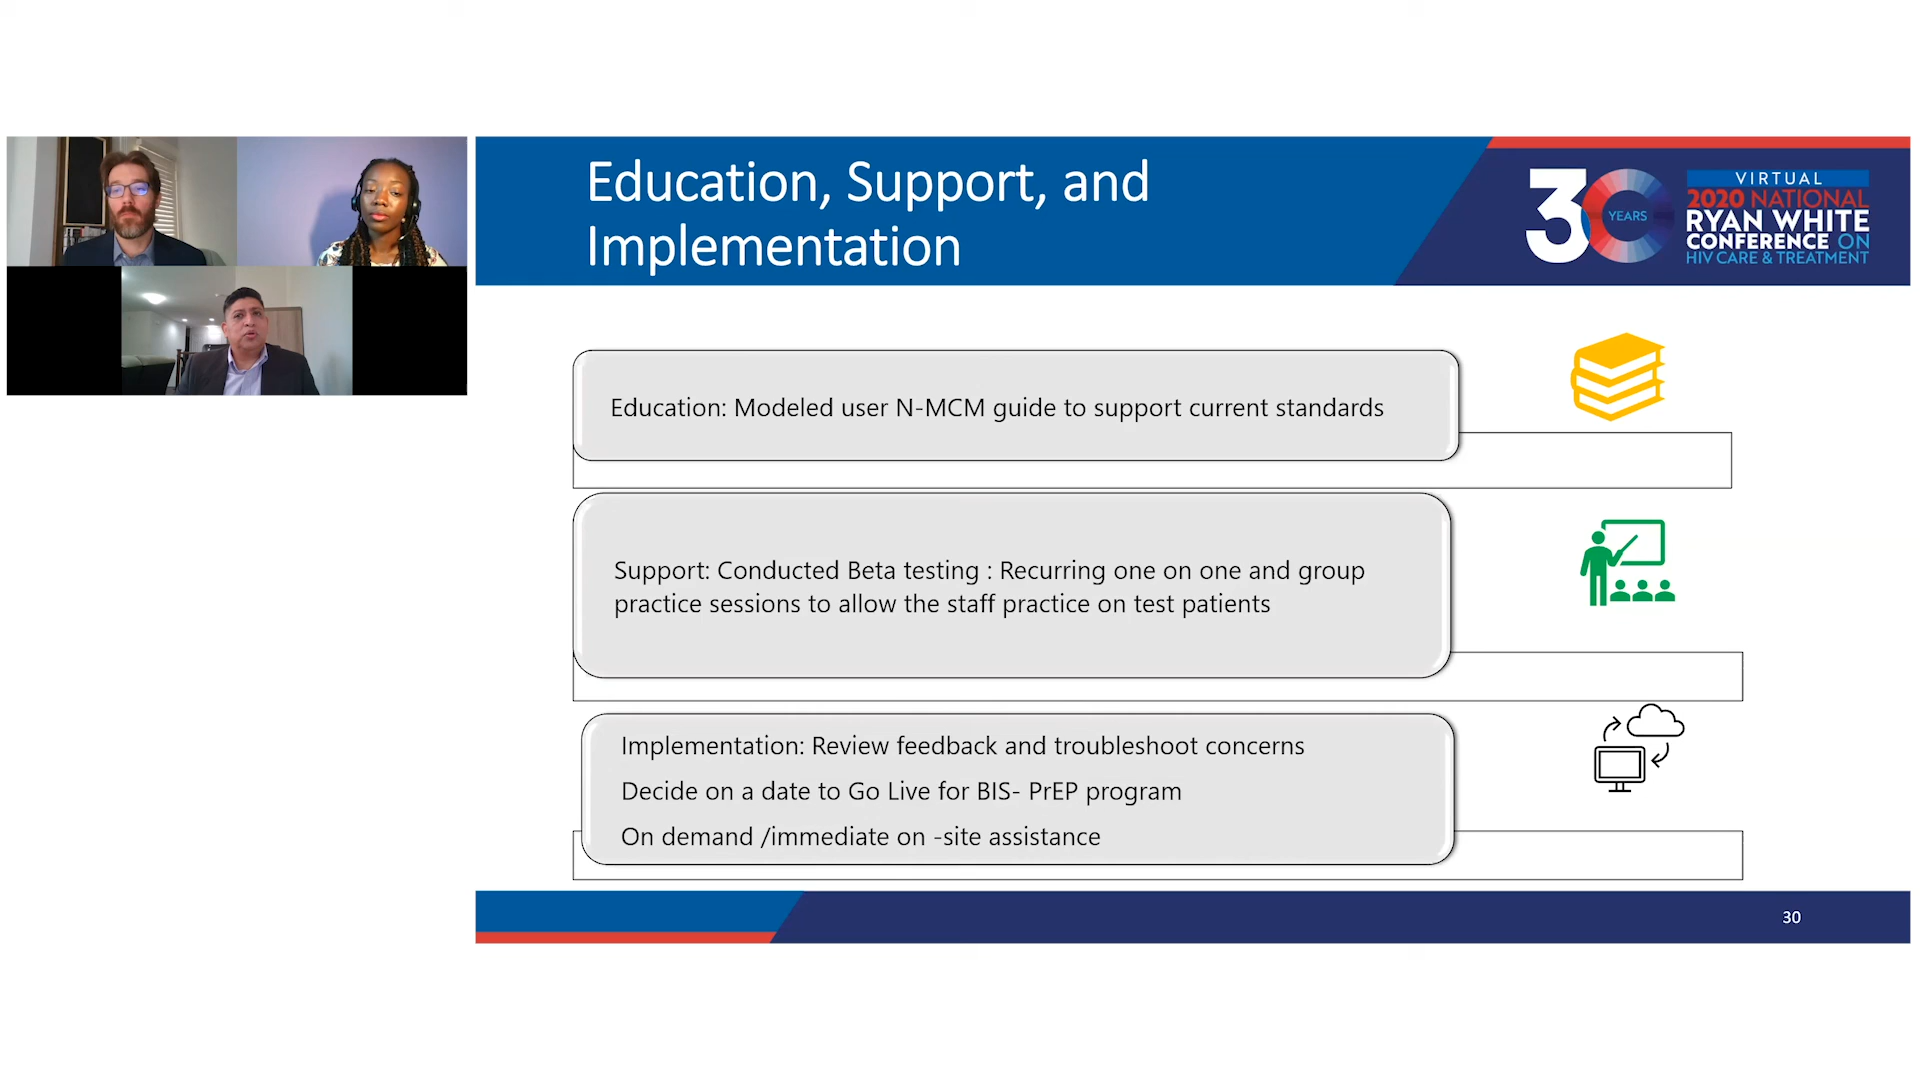 Education, Support, and
Implementation
30 YEARS
VIRTUAL
2020 NATIONAL
RYAN WHITE
CONFERENCE ON
HIV CARE & TREATMENT
Education: Modeled user N-MCM guide to support current standards
Support: Conducted Beta testing : Recurring one on one and group
practice sessions to allow the staff practice on test patients
Implementation: Review feedback and troubleshoot concerns
Decide on a date to Go Live for BIS- PrEP program
On demand /immediate on -site assistance
30